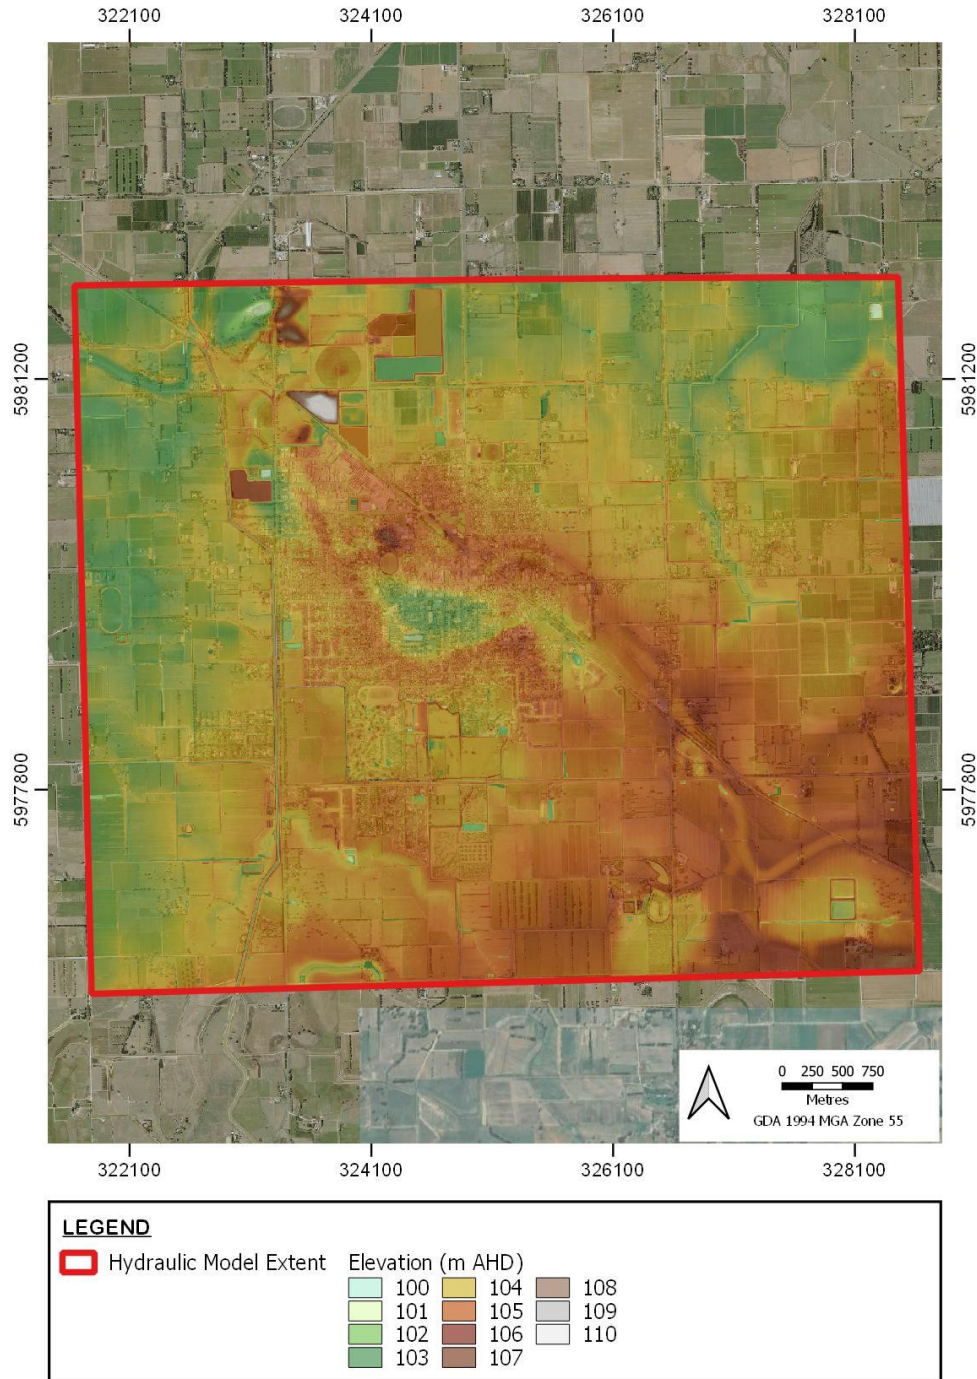 322100 324100 326100 328100
5981200 5981200
5977800 5977800
0 250 500 750
Metres
GDA 1994 MGA Zone 55
322100 324100 326100 328100
LEGEND
Hydraulic Model Extent Elevation (m AHD)
100 104 108
101 105 109
102 106 110
103 107